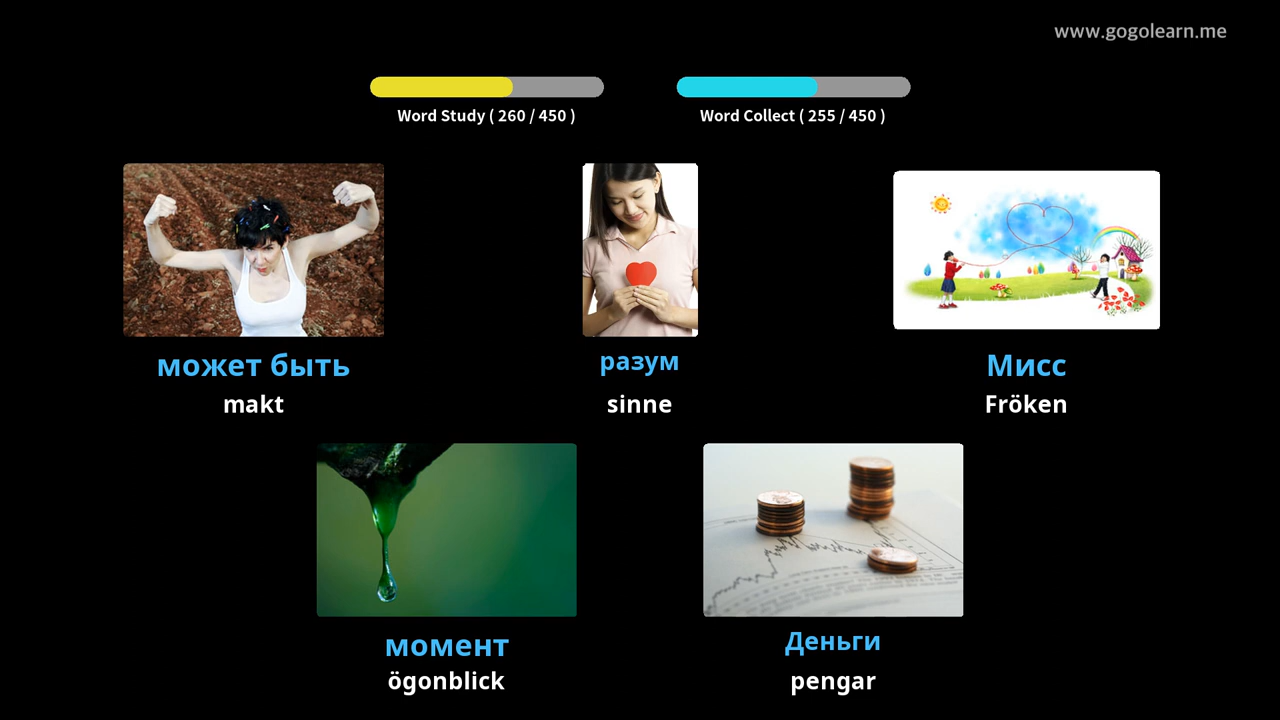 www.gogolearn.me
Word Study ( 260 / 450 )
Word Collect ( 255 / 450 )
может быть
makt
разум
sinne
Мисс
Fröken
момент
ögonblick
Деньги
pengar